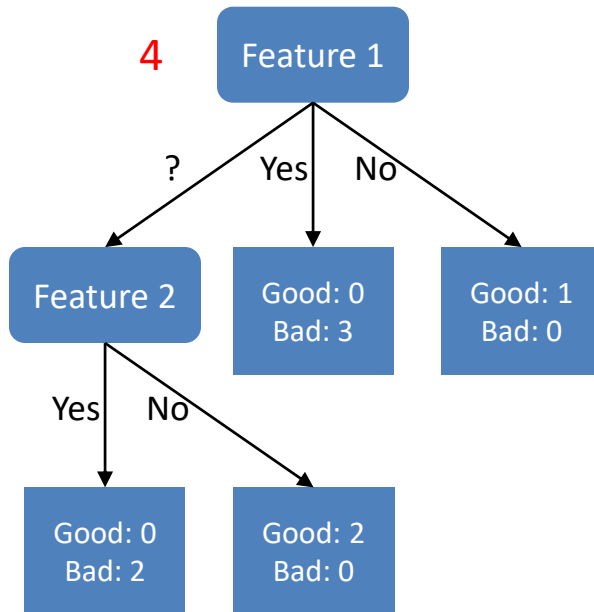 4
Feature 1
?
Yes
No
Feature 2
Good: 0
Bad: 3
Good: 1
Bad: 0
Yes
No
Good: 0
Bad: 2
Good: 2
Bad: 0